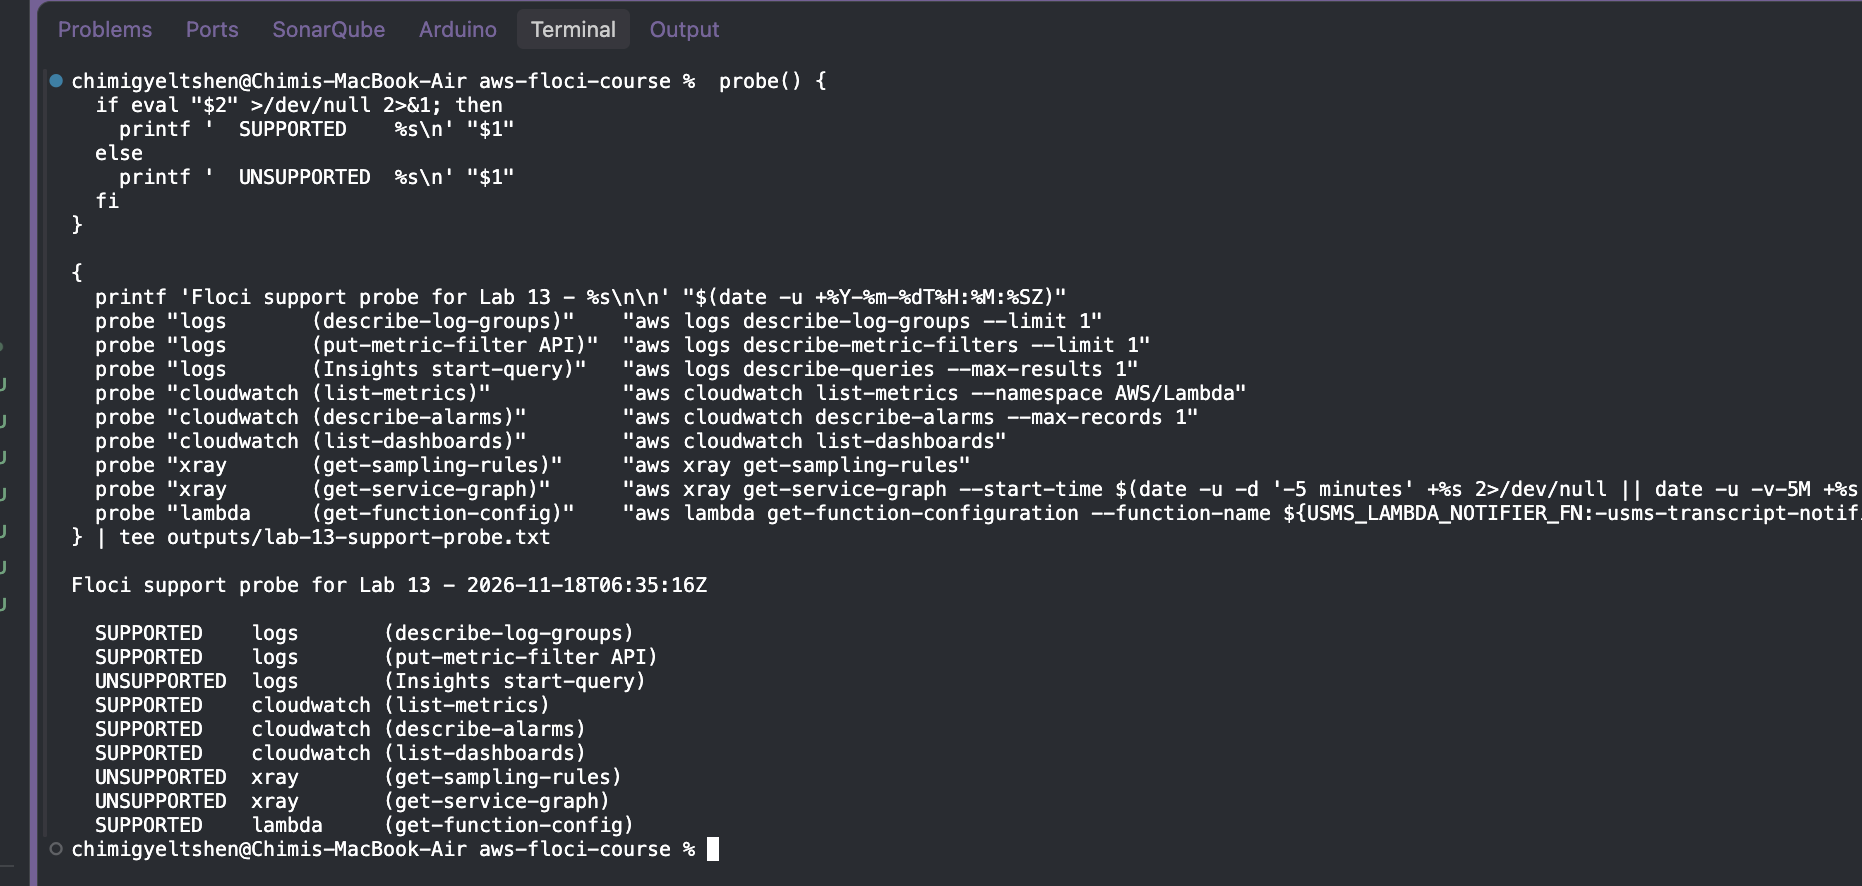 Problems Ports SonarQube Arduino Terminal Output
chimigyeltshen@Chimis-MacBook-Air aws-floci-course %  probe() {
  if eval "$2" >/dev/null 2>&1; then
    printf '  SUPPORTED    %s\n' "$1"
  else
    printf '  UNSUPPORTED  %s\n' "$1"
  fi
}
{
  printf 'Floci support probe for Lab 13 - %s\n\n' "$(date -u +%Y-%m-%dT%H:%M:%SZ)"
  probe "logs       (describe-log-groups)"    "aws logs describe-log-groups --limit 1"
  probe "logs       (put-metric-filter API)"  "aws logs describe-metric-filters --limit 1"
  probe "logs       (Insights start-query)"   "aws logs describe-queries --max-results 1"
  probe "cloudwatch (list-metrics)"           "aws cloudwatch list-metrics --namespace AWS/Lambda"
  probe "cloudwatch (describe-alarms)"        "aws cloudwatch describe-alarms --max-records 1"
  probe "cloudwatch (list-dashboards)"        "aws cloudwatch list-dashboards"
  probe "xray       (get-sampling-rules)"     "aws xray get-sampling-rules"
  probe "xray       (get-service-graph)"      "aws xray get-service-graph --start-time $(date -u -d '-5 minutes' +%s 2>/dev/null || date -u -v-5M +%s
  probe "lambda     (get-function-config)"    "aws lambda get-function-configuration --function-name ${USMS_LAMBDA_NOTIFIER_FN:-usms-transcript-notifi
} | tee outputs/lab-13-support-probe.txt
Floci support probe for Lab 13 - 2026-11-18T06:35:16Z
  SUPPORTED    logs       (describe-log-groups)
  SUPPORTED    logs       (put-metric-filter API)
  UNSUPPORTED  logs       (Insights start-query)
  SUPPORTED    cloudwatch (list-metrics)
  SUPPORTED    cloudwatch (describe-alarms)
  SUPPORTED    cloudwatch (list-dashboards)
  UNSUPPORTED  xray       (get-sampling-rules)
  UNSUPPORTED  xray       (get-service-graph)
  SUPPORTED    lambda     (get-function-config)
chimigyeltshen@Chimis-MacBook-Air aws-floci-course %